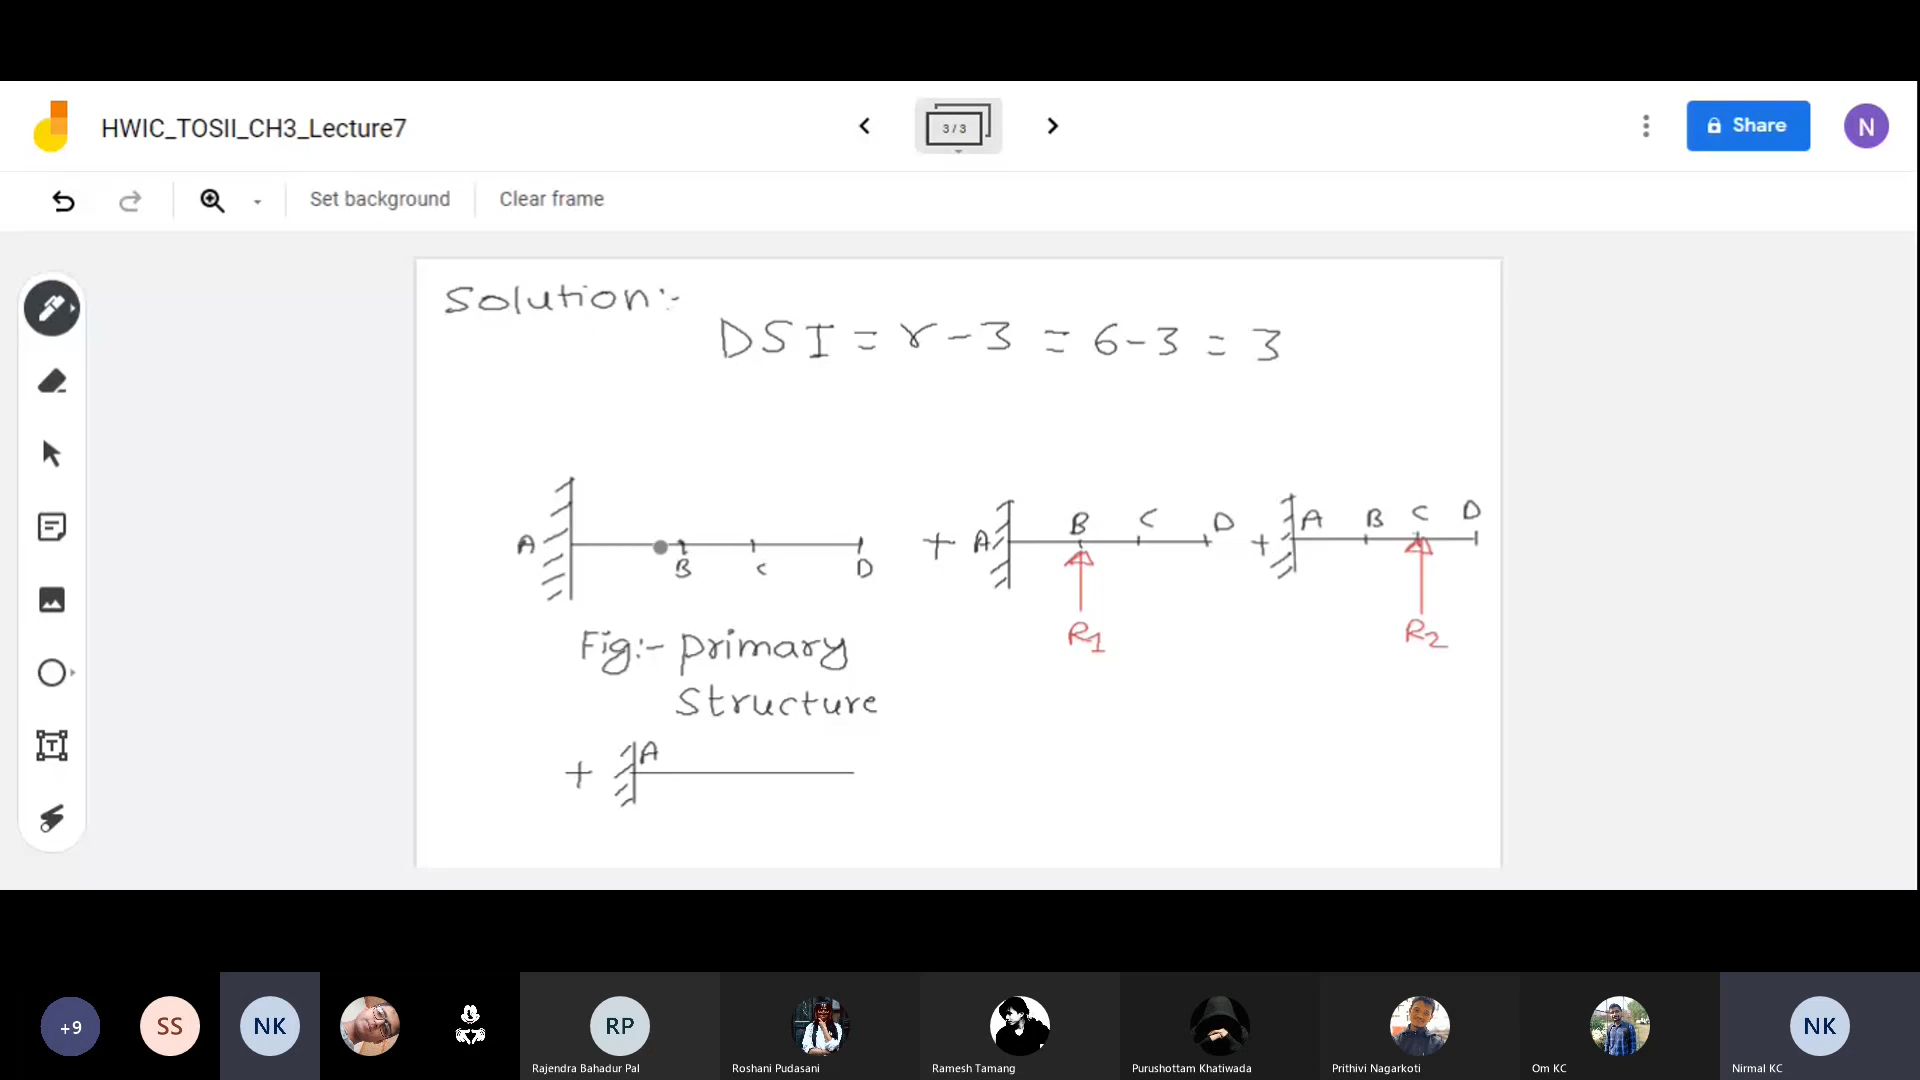 HWIC_TOSII_CH3_Lecture7
3 / 3
Share
N
Set background
Clear frame
Solution:-
DSI = r - 3 = 6 - 3 = 3
A B C D
+ A B C D
R1
+ A B C D
R2
Fig:- primary
Structure
+ A
+9
SS
NK
RP
NK
Rajendra Bahadur Pal
Roshani Pudasani
Ramesh Tamang
Purushottam Khatiwada
Prithivi Nagarkoti
Om KC
Nirmal KC